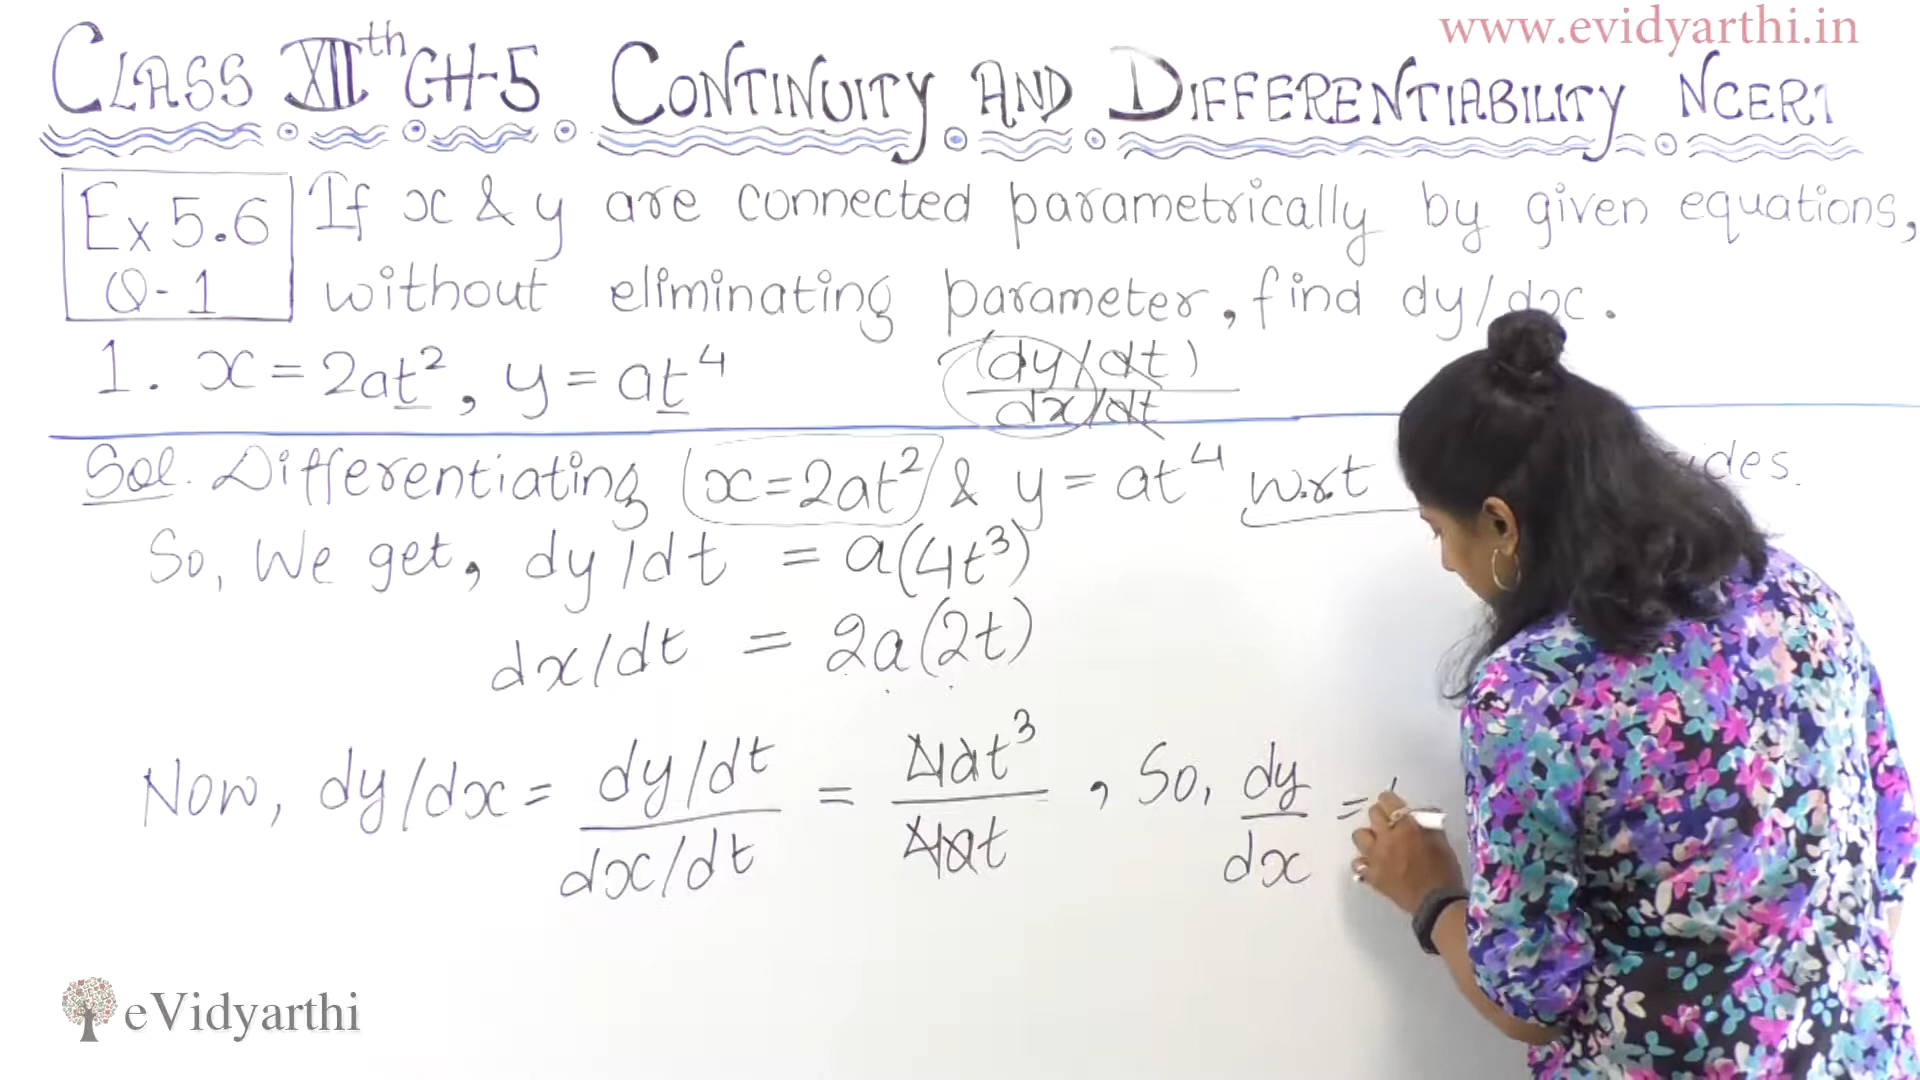 www.evidyarthi.in
CLASS XIIth CH-5 CONTINUITY AND DIFFERENTIABILITY NCERT
Ex 5.6
Q-1
If x & y are connected parametrically by given equations,
without eliminating parameter, find dy/dx.
1. x = 2at², y = at⁴
(dy/dt)
dx/dt
Sol. Differentiating (x=2at²) & y = at⁴ w.r.t sides.
So, We get, dy/dt = a(4t³)
dx/dt = 2a(2t)
Now, dy/dx = dy/dt / dx/dt = 4at³ / 4at , So, dy/dx =
eVidyarthi